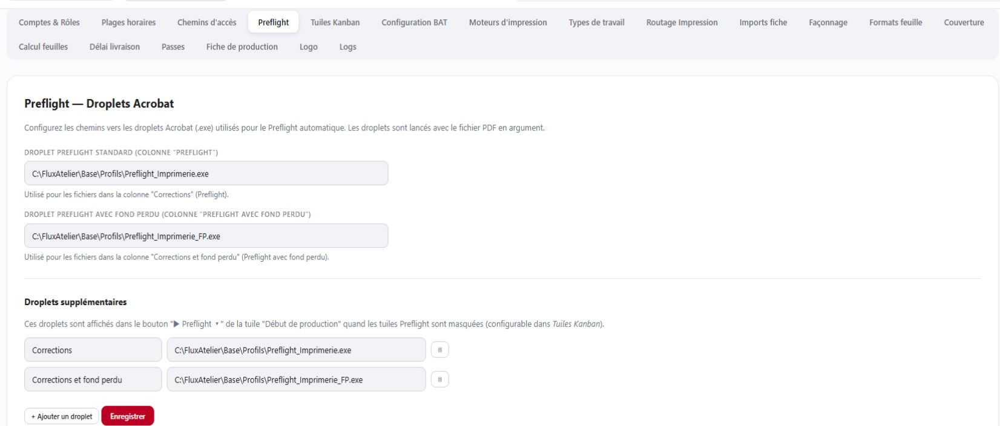 Comptes & Rôles Plages horaires Chemins d'accès Preflight Tuiles Kanban Configuration BAT Moteurs d'impression Types de travail Routage Impression Imports fiche Façonnage Formats feuille Couverture
Calcul feuilles Délai livraison Passes Fiche de production Logo Logs
Preflight — Droplets Acrobat
Configurez les chemins vers les droplets Acrobat (.exe) utilisés pour le Preflight automatique. Les droplets sont lancés avec le fichier PDF en argument.
DROPLET PREFLIGHT STANDARD (COLONNE "PREFLIGHT")
C:\FluxAtelier\Base\Profils\Preflight_Imprimerie.exe
Utilisé pour les fichiers dans la colonne "Corrections" (Preflight).
DROPLET PREFLIGHT AVEC FOND PERDU (COLONNE "PREFLIGHT AVEC FOND PERDU")
C:\FluxAtelier\Base\Profils\Preflight_Imprimerie_FP.exe
Utilisé pour les fichiers dans la colonne "Corrections et fond perdu" (Preflight avec fond perdu).
Droplets supplémentaires
Ces droplets sont affichés dans le bouton "▶ Preflight ▾" de la tuile "Début de production" quand les tuiles Preflight sont masquées (configurable dans Tuiles Kanban).
Corrections C:\FluxAtelier\Base\Profils\Preflight_Imprimerie.exe
Corrections et fond perdu C:\FluxAtelier\Base\Profils\Preflight_Imprimerie_FP.exe
+ Ajouter un droplet Enregistrer